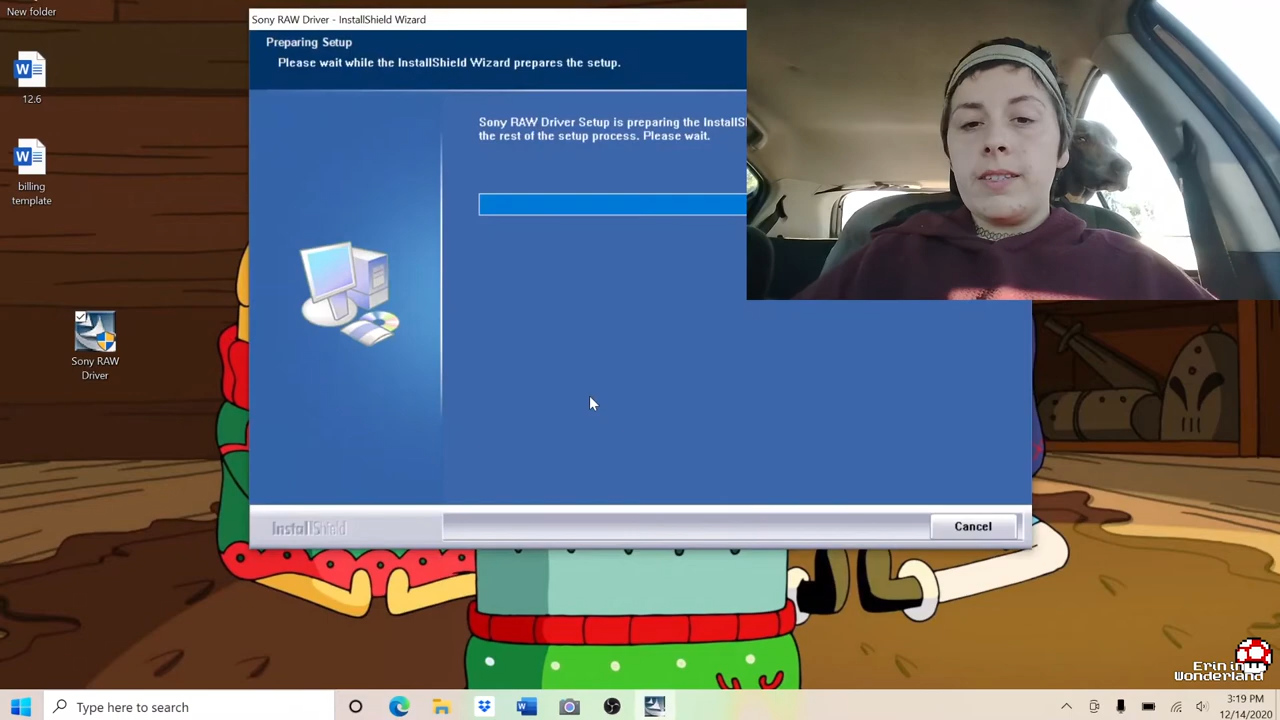 New folder
Sony RAW Driver - InstallShield Wizard
Preparing Setup
Please wait while the InstallShield Wizard prepares the setup.
12.6
Sony RAW Driver Setup is preparing the InstallS
the rest of the setup process. Please wait.
billing
template
Sony RAW
Driver
InstallShield
Cancel
Erin in
Wonderland
Type here to search
3:19 PM
12/14/2020